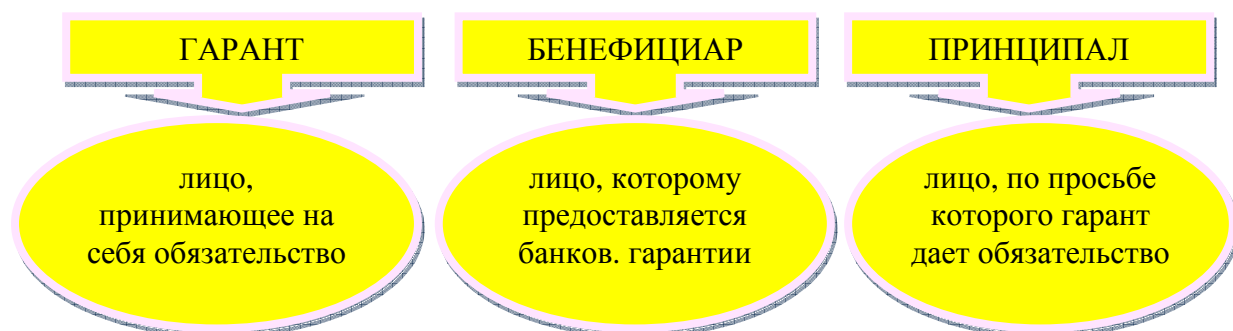 ГАРАНТ
БЕНЕФИЦИАР
ПРИНЦИПАЛ
лицо,
принимающее на
себя обязательство
лицо, которому
предоставляется
банков. гарантии
лицо, по просьбе
которого гарант
дает обязательство